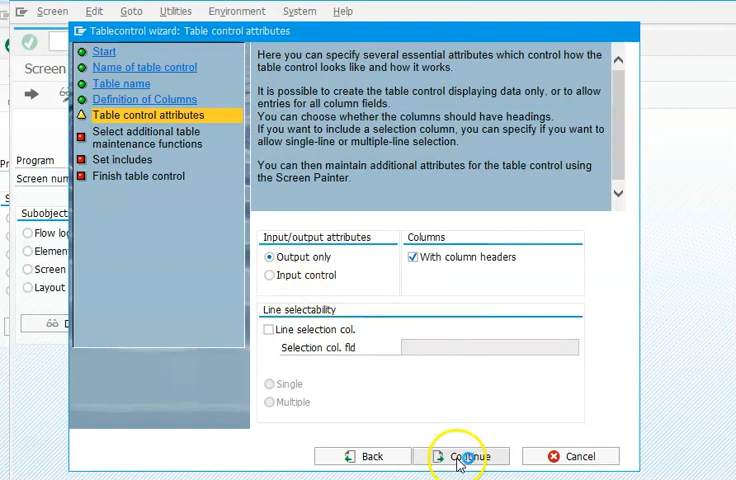 Screen Edit Goto Utilities Environment System Help
Tablecontrol wizard: Table control attributes
Screen
Program
Screen num
Subobject
Flow log
Element
Screen
Layout
Start
Name of table control
Table name
Definition of Columns
Table control attributes
Select additional table
maintenance functions
Set includes
Finish table control
Here you can specify several essential attributes which control how the
table control looks like and how it works.
It is possible to create the table control displaying data only, or to allow
entries for all column fields.
You can choose whether the columns should have headings.
If you want to include a selection column, you can specify if you want to
allow single-line or multiple-line selection.
You can then maintain additional attributes for the table control using
the Screen Painter.
Input/output attributes
Output only
Input control
Columns
With column headers
Line selectability
Line selection col.
Selection col. fld
Single
Multiple
Back Continue Cancel